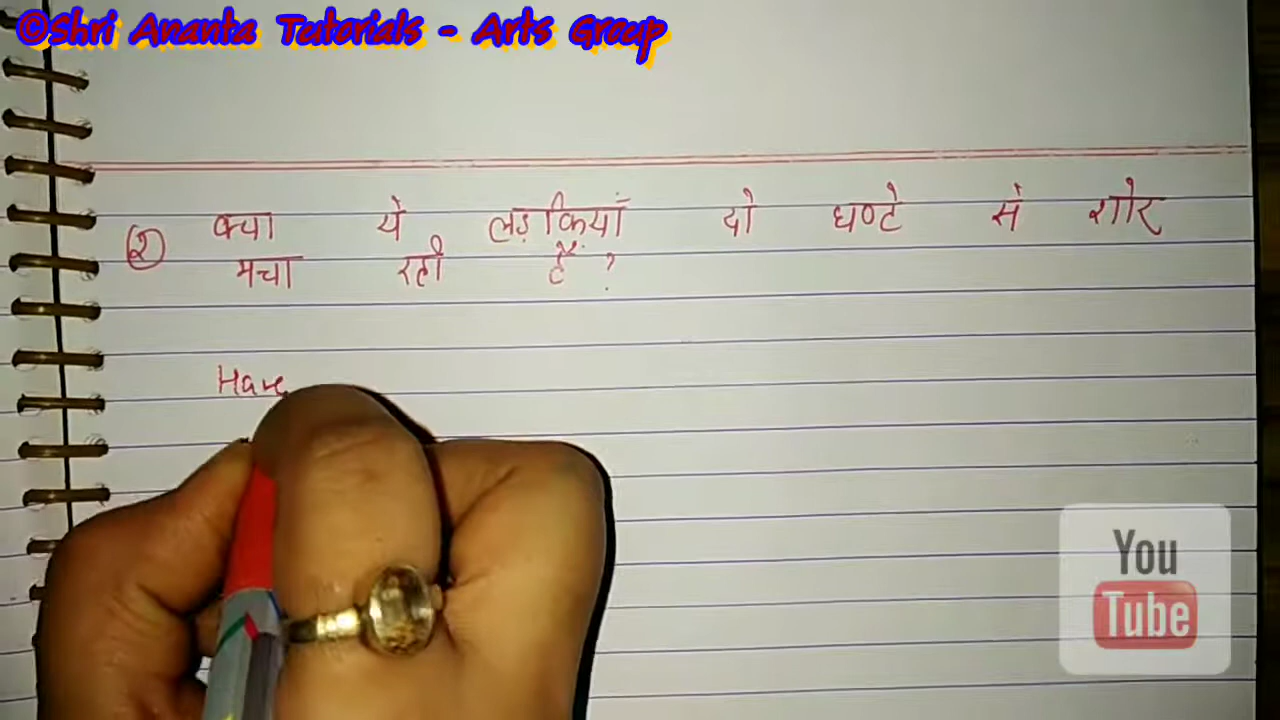 ©Shri Ananta Tutorials - Arts Group
② क्या ये लड़कियाँ दो घण्टे से शोर
मचा रही हैं ?
Have
You
Tube